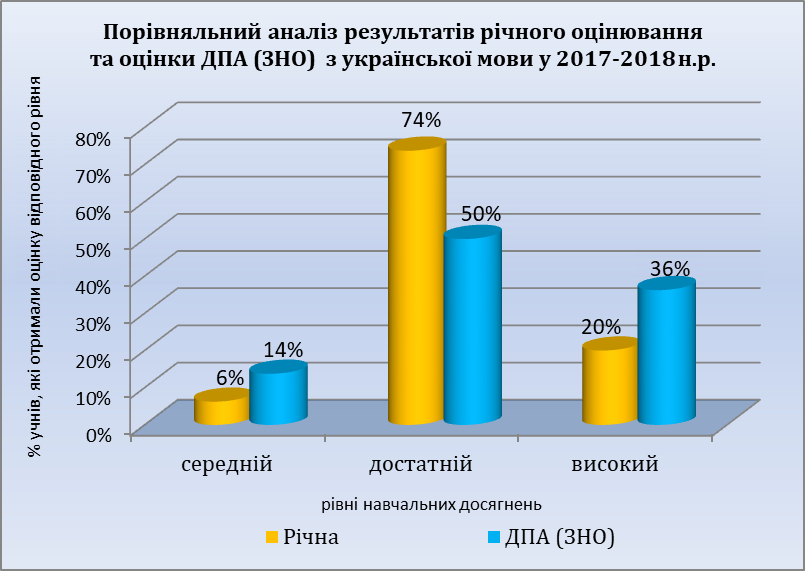 Порівняльний аналіз результатів річного оцінювання
та оцінки ДПА (ЗНО) з української мови у 2017-2018 н.р.
% учнів, які отримали оцінку відповідного рівня
80%
70%
60%
50%
40%
30%
20%
10%
0%
74%
50%
36%
20%
14%
6%
середній достатній високий
рівні навчальних досягнень
Річна ДПА (ЗНО)